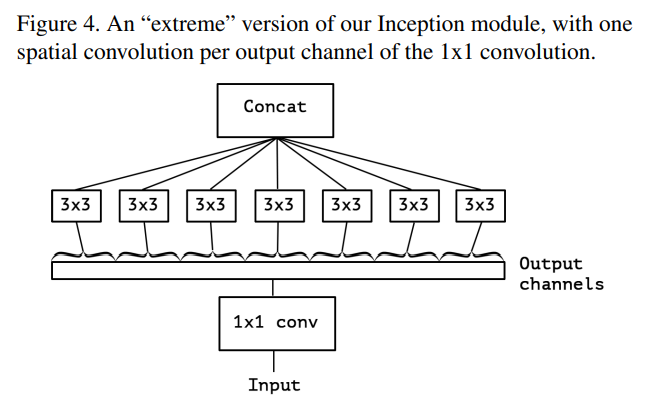 Figure 4. An “extreme” version of our Inception module, with one
spatial convolution per output channel of the 1x1 convolution.
Concat
3x3 3x3 3x3 3x3 3x3 3x3 3x3
Output
channels
1x1 conv
Input